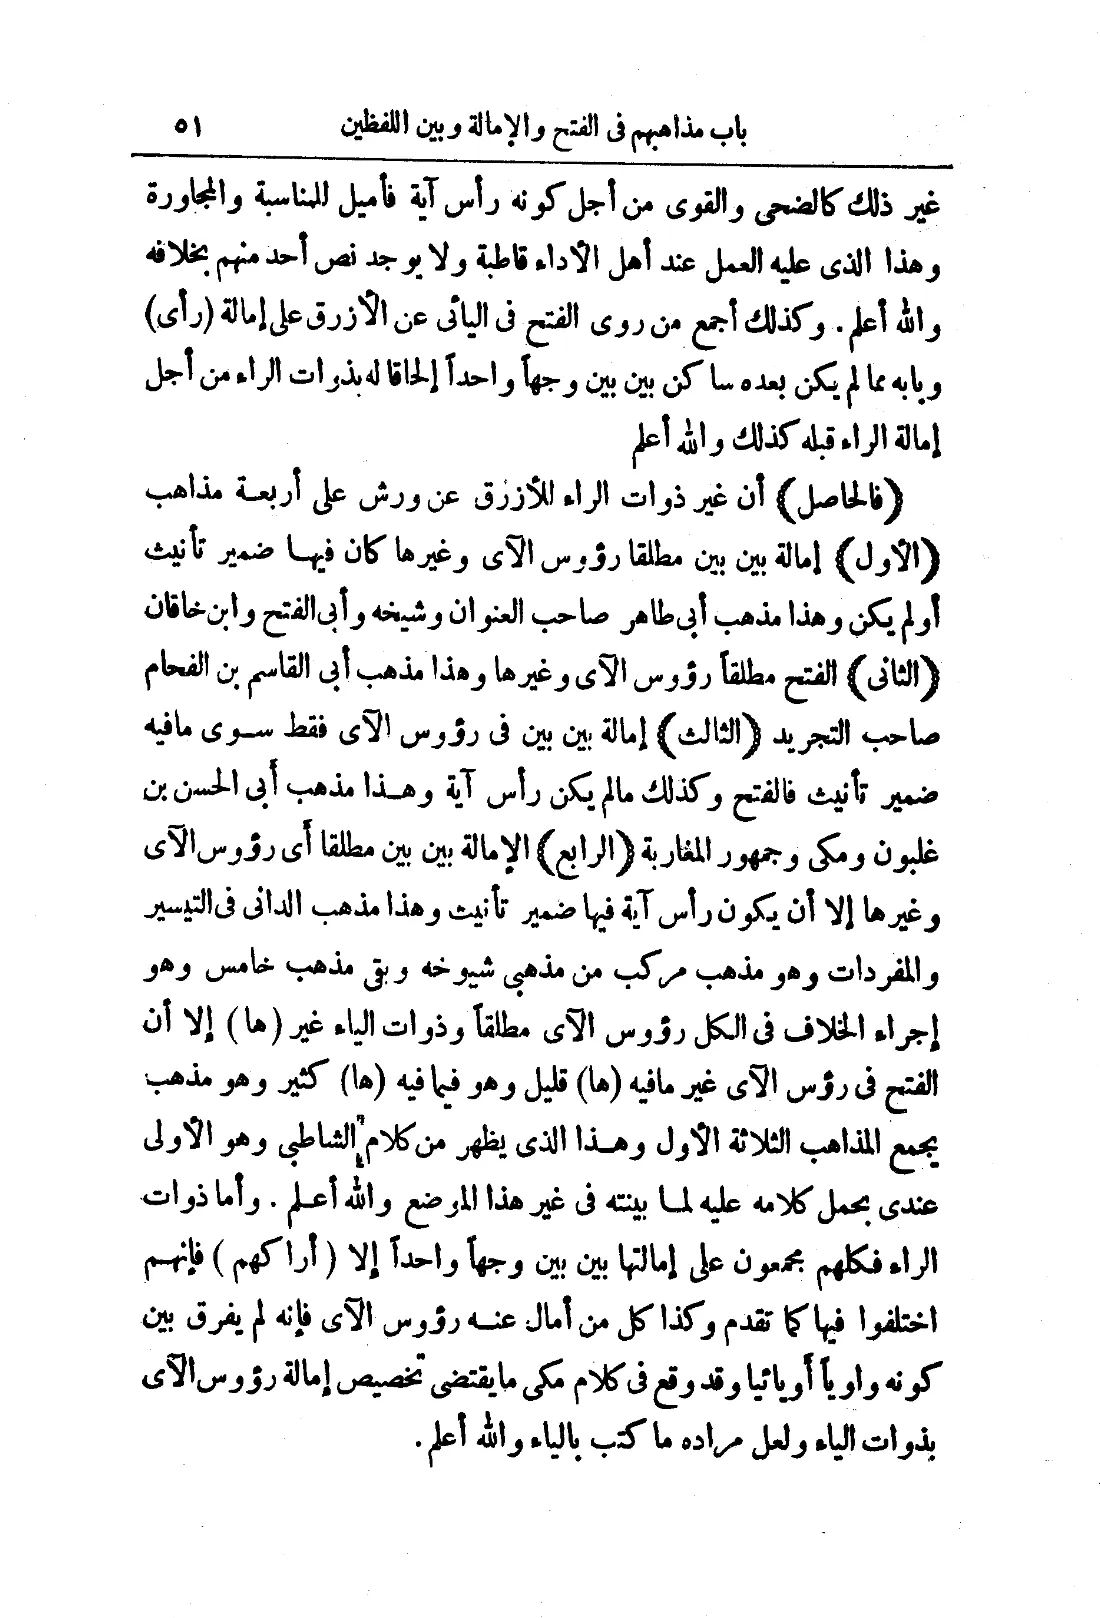 باب مذاهبهم فى الفتح والإمالة وبين اللفظين ٥١
غير ذلك كالضحى والقوى من أجل كونه رأس آية فأميل للمناسبة والمجاورة
وهذا الذى عليه العمل عند أهل الأداء قاطبة ولا يوجد نص أحد منهم بخلافه
والله أعلم . وكذلك أجمع من روى الفتح فى اليائى عن الأزرق على إمالة (رأى)
وبابه مما لم يكن بعده ساكن بين بين وجهاً واحداً إلحاقا له بذوات الراء من أجل
إمالة الراء قبله كذلك والله أعلم
(فالحاصل) أن غير ذوات الراء للأزرق عن ورش على أربعة مذاهب
(الأول) إمالة بين بين مطلقا رؤوس الآى وغيرها كان فيها ضمير تأنيث
أولم يكن وهذا مذهب أبى طاهر صاحب العنوان وشيخه وأبى الفتح وابن خاقان
(الثانى) الفتح مطلقاً رؤوس الآى وغيرها وهذا مذهب أبى القاسم بن الفحام
صاحب التجريد (الثالث) إمالة بين بين فى رؤوس الآى فقط سوى مافيه
ضمير تأنيث فالفتح وكذلك مالم يكن رأس آية وهذا مذهب أبى الحسن بن
غلبون ومكى وجمهور المغاربة (الرابع) الإمالة بين بين مطلقا أى رؤوس الآى
وغيرها إلا أن يكون رأس آية فيها ضمير تأنيث وهذا مذهب الدانى فى التيسير
والمفردات وهو مذهب مركب من مذهبى شيوخه وبقى مذهب خامس وهو
إجراء الخلاف فى الكل رؤوس الآى مطلقاً وذوات الياء غير (ها) إلا أن
الفتح فى رؤس الآى غير مافيه (ها) قليل وهو فيما فيه (ها) كثير وهو مذهب
يجمع المذاهب الثلاثة الأول وهذا الذى يظهر من كلام الشاطبى وهو الأولى
عندى بحمل كلامه عليه لما بينته فى غير هذا الموضع والله أعلم . وأما ذوات
الراء فكلهم مجمعون على إمالتها بين بين وجهاً واحداً إلا (أراكهم) فإنهم
اختلفوا فيها كما تقدم وكذا كل من أمال عنه رؤوس الآى فإنه لم يفرق بين
كونه واوياً أويائيا وقد وقع فى كلام مكى مايقتضى تخصيص إمالة رؤوس الآى
بذوات الياء ولعل مراده ما كتب بالياء والله أعلم .